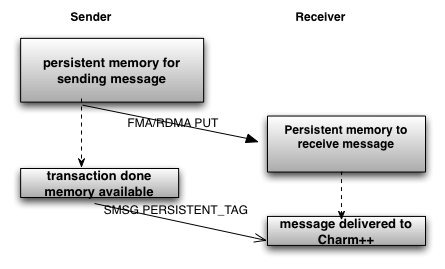 Sender
Receiver
persistent memory for
sending message
FMA/RDMA PUT
Persistent memory to
receive message
transaction done
memory available
SMSG PERSISTENT_TAG
message delivered to
Charm++